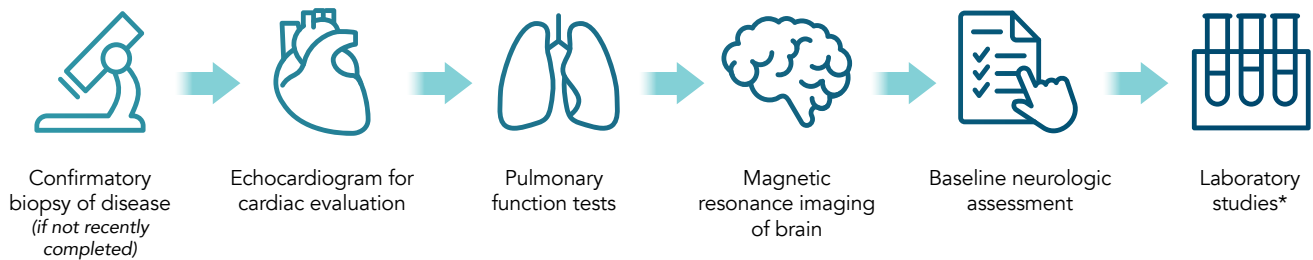 Confirmatory
biopsy of disease
(if not recently
completed)
Echocardiogram for
cardiac evaluation
Pulmonary
function tests
Magnetic
resonance imaging
of brain
Baseline neurologic
assessment
Laboratory
studies*